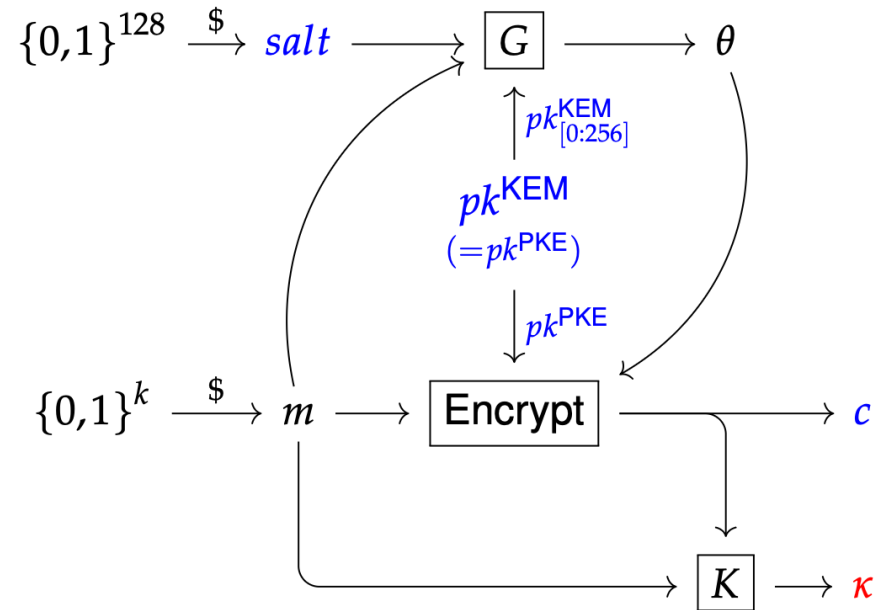 {0,1}^128 $ salt G θ
pk^KEM_[0:256]
pk^KEM
(=pk^PKE)
pk^PKE
{0,1}^k $ m Encrypt c
K κ